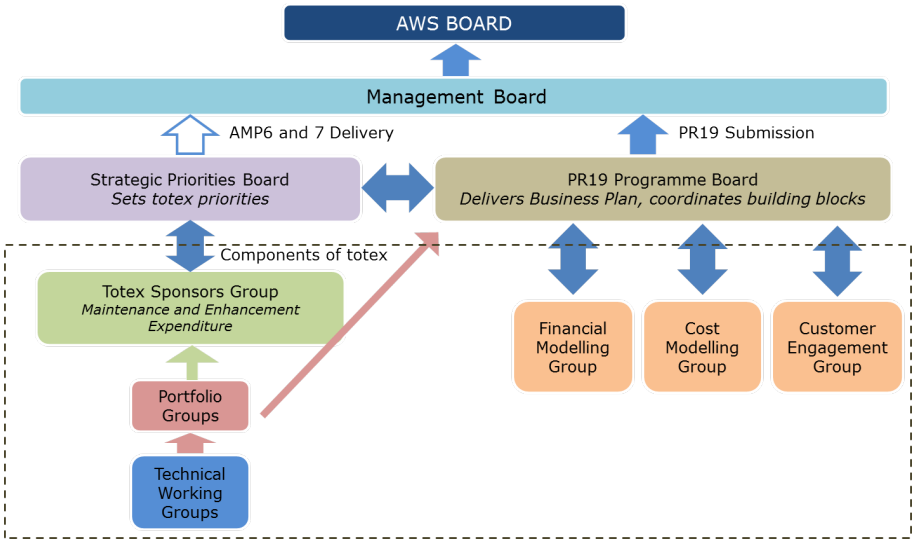 AWS BOARD
Management Board
AMP6 and 7 Delivery
PR19 Submission
Strategic Priorities Board
Sets totex priorities
PR19 Programme Board
Delivers Business Plan, coordinates building blocks
Components of totex
Totex Sponsors Group
Maintenance and Enhancement
Expenditure
Financial
Modelling
Group
Cost
Modelling
Group
Customer
Engagement
Group
Portfolio
Groups
Technical
Working
Groups